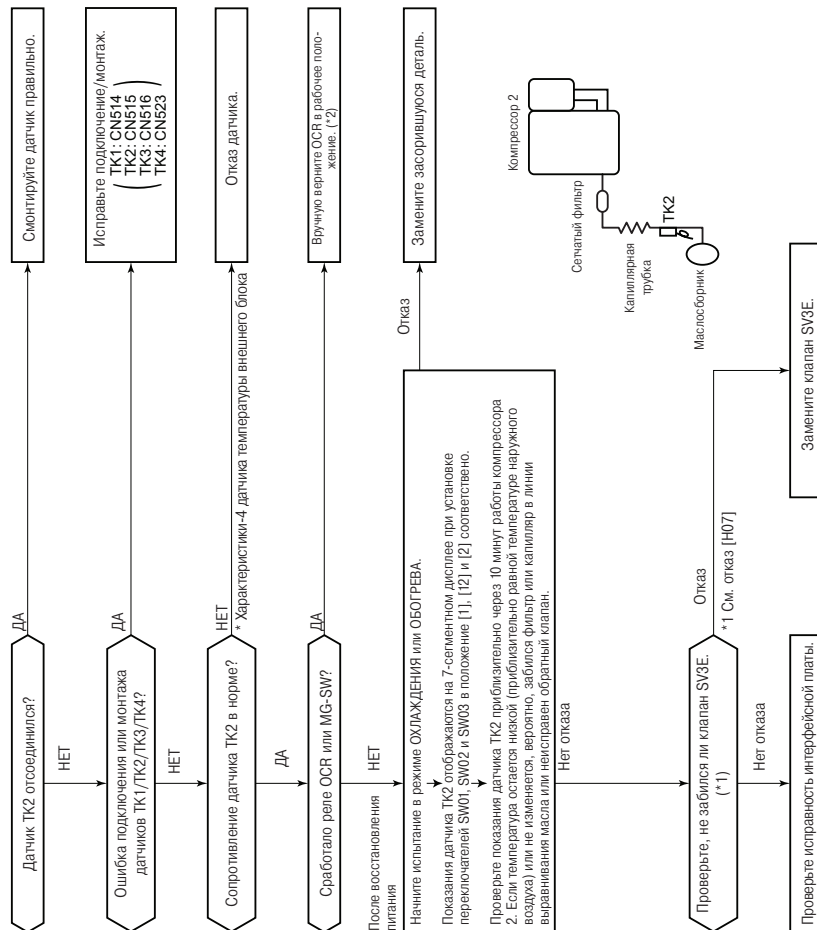 Датчик TK2 отсоединился?
ДА
Смонтируйте датчик правильно.
НЕТ
Ошибка подключения или монтажа
датчиков TK1/TK2/TK3/TK4?
ДА
Исправьте подключение/монтаж.
TK1: CN514
TK2: CN515
TK3: CN516
TK4: CN523
НЕТ
Сопротивление датчика TK2 в норме?
НЕТ
* Характеристики-4 датчика температуры внешнего блока
Отказ датчика.
ДА
Сработало реле OCR или MG-SW?
ДА
Вручную верните OCR в рабочее поло-
жение. (*2)
После восстановления
питания
НЕТ
Начните испытание в режиме ОХЛАЖДЕНИЯ или ОБОГРЕВА.
Показания датчика TK2 отображаются на 7-сегментном дисплее при установке
переключателей SW01, SW02 и SW03 в положение [1], [12] и [2] соответствено.
Проверьте показания датчика TK2 приблизительно через 10 минут работы компрессора
2. Если температура остается низкой (приблизительно равной температуре наружного
воздуха) или не изменяется, вероятно, забился фильтр или капилляр в линии
выравнивания масла или неисправен обратный клапан.
Отказ
Замените засорившуюся деталь.
Нет отказа
Компрессор 2
Сетчатый фильтр
Капиллярная
трубка
TK2
Маслосборник
Проверьте, не забился ли клапан SV3E.
(*1)
Отказ
*1 См. отказ [H07]
Замените клапан SV3E.
Нет отказа
Проверьте исправность интерфейсной платы.